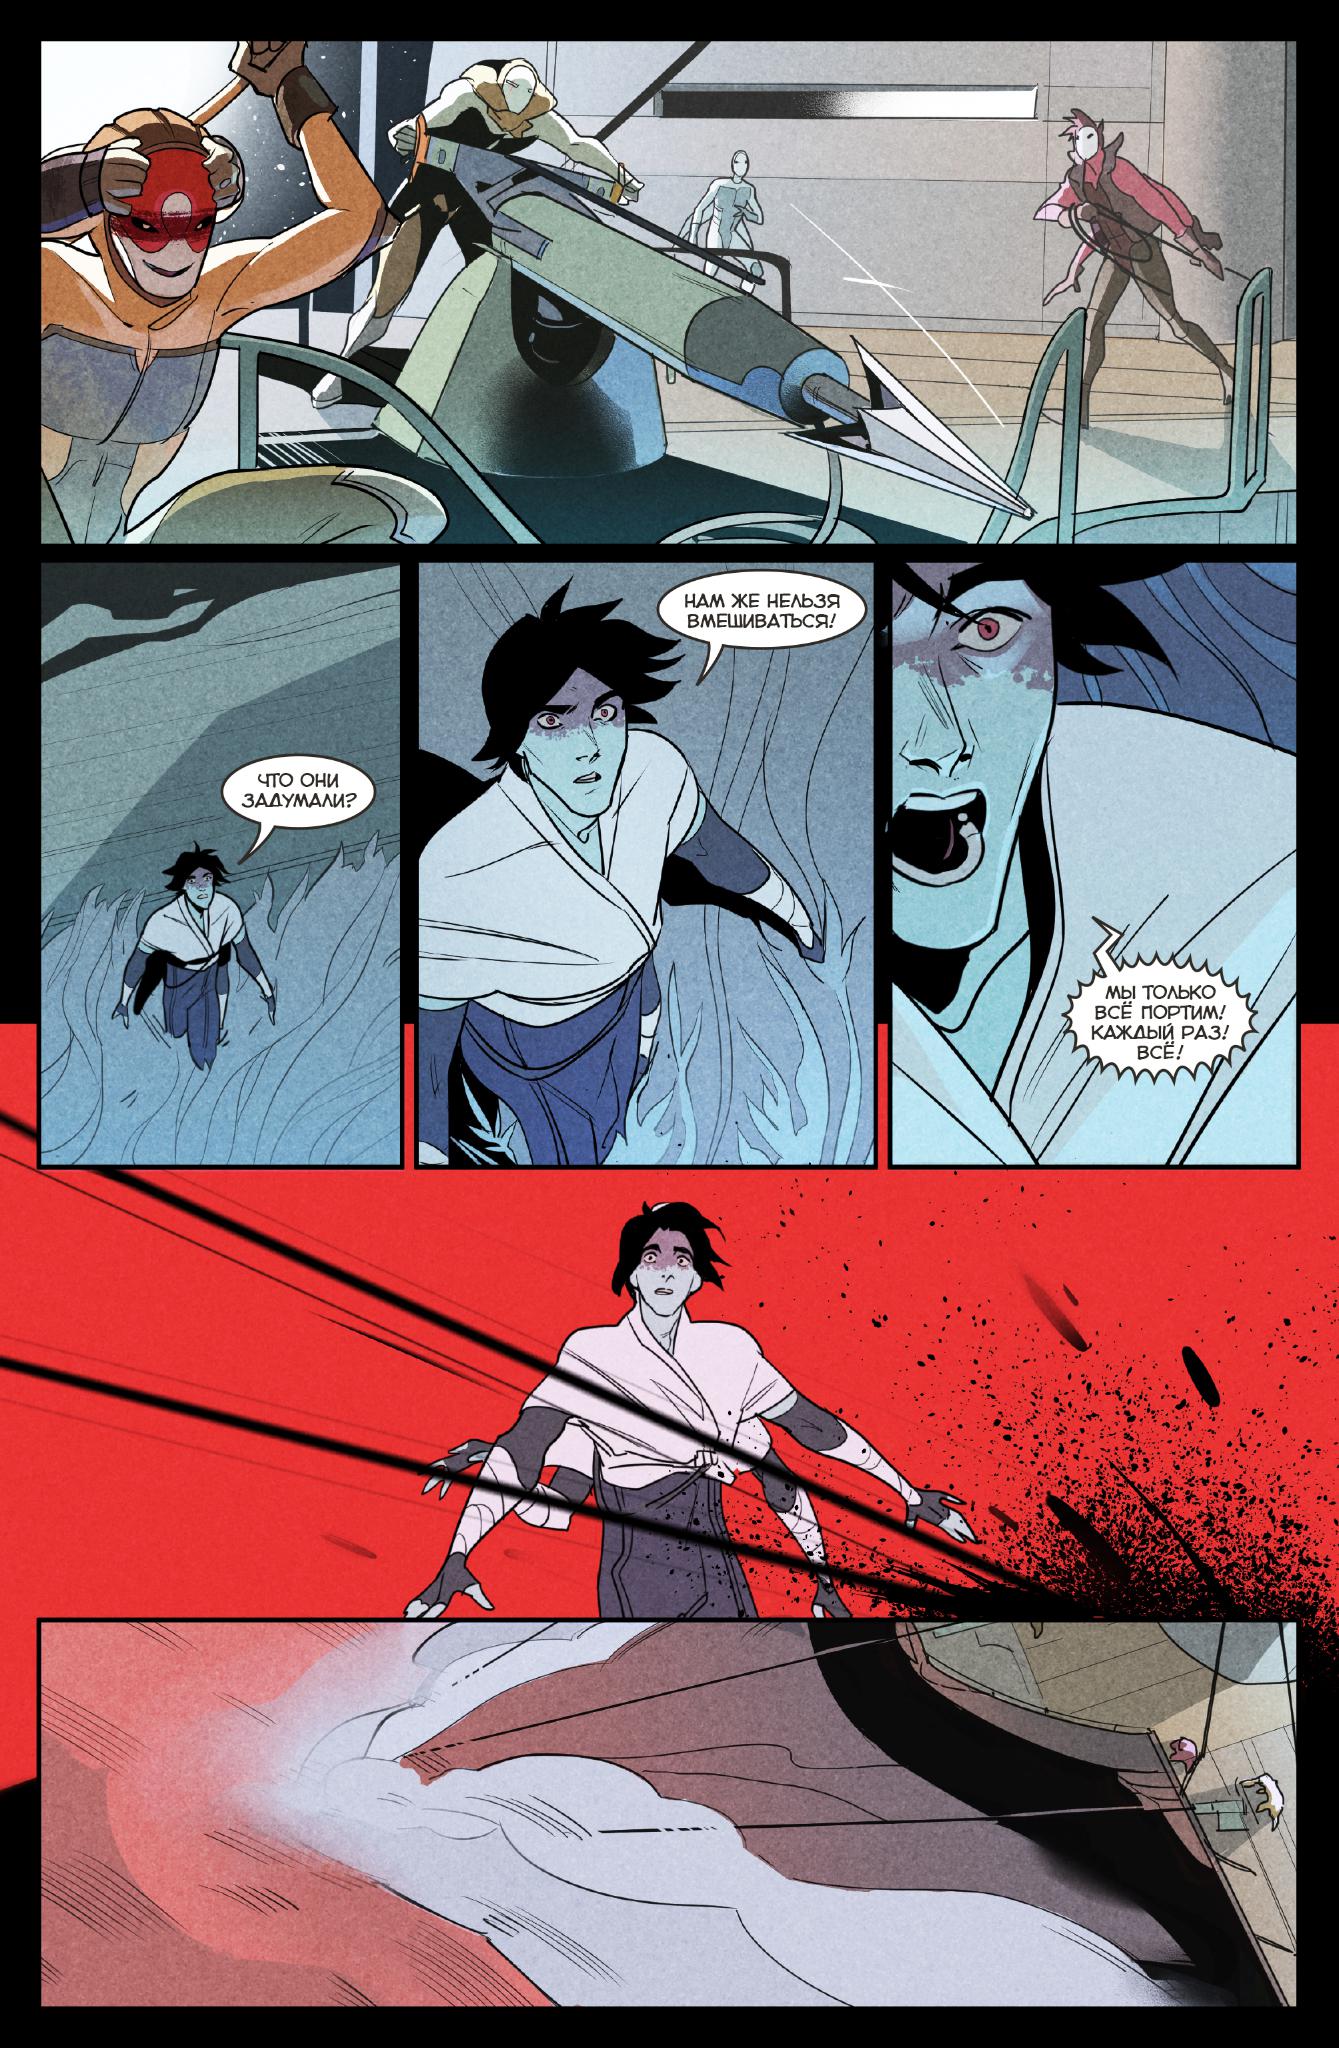 ЧТО ОНИ
ЗАДУМАЛИ?
НАМ ЖЕ НЕЛЬЗЯ
ВМЕШИВАТЬСЯ!
МЫ ТОЛЬКО
ВСЁ ПОРТИМ!
КАЖДЫЙ РАЗ!
ВСЁ!